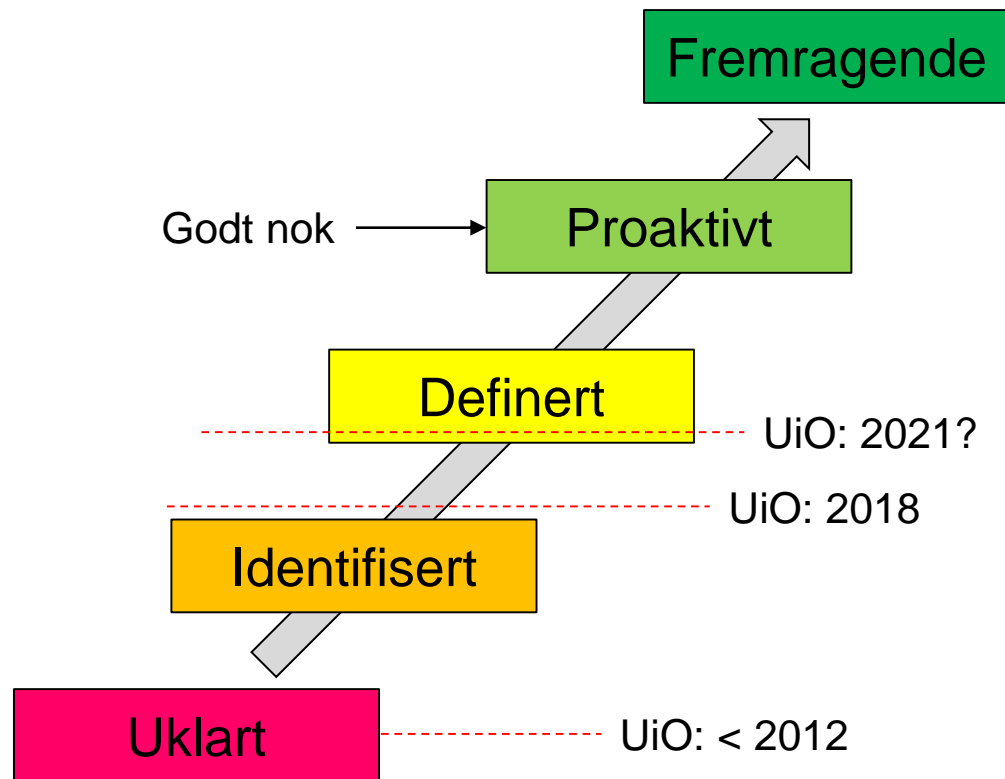 Fremragende
Godt nok
Proaktivt
Definert
UiO: 2021?
UiO: 2018
Identifisert
Uklart
UiO: < 2012